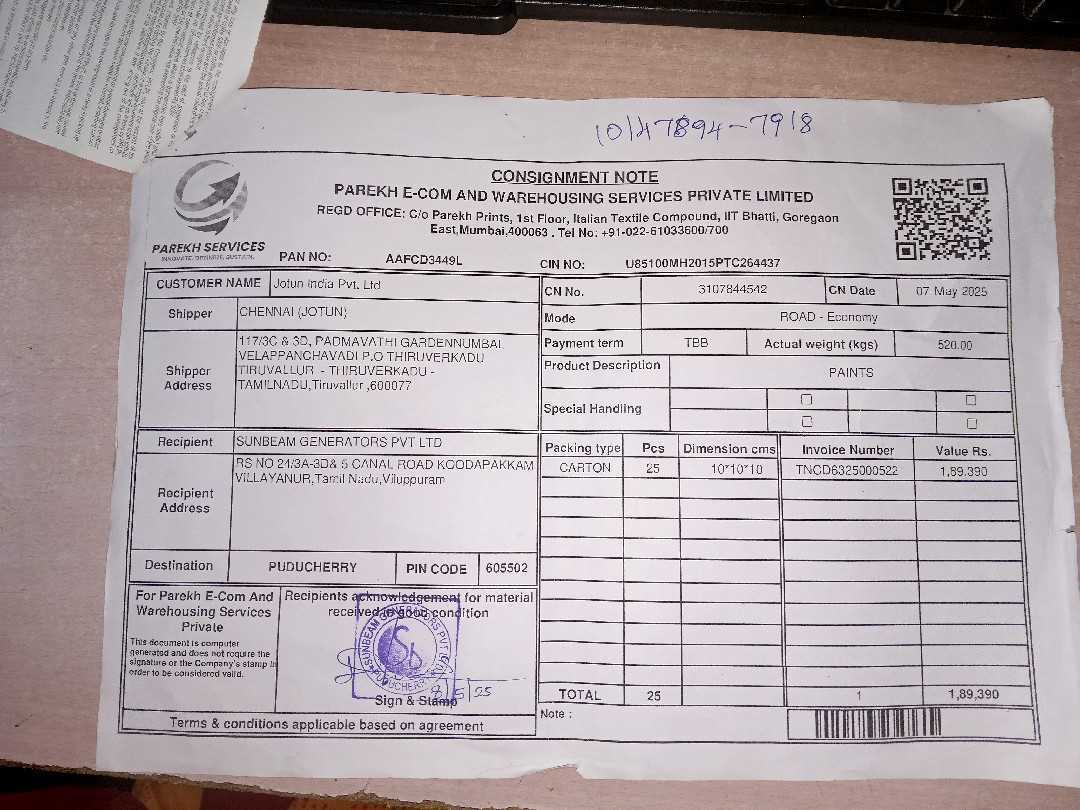 10147894-7918
CONSIGNMENT NOTE
PAREKH E-COM AND WAREHOUSING SERVICES PRIVATE LIMITED
REGD OFFICE: C/o Parekh Prints, 1st Floor, Italian Textile Compound, IIT Bhatti, Goregaon
East,Mumbai,400063 . Tel No: +91-022-61033600/700
PAREKH SERVICES
PAN NO: AAFCD3449L CIN NO: U85100MH2015PTC264437
CUSTOMER NAME Jotun India Pvt. Ltd
Shipper CHENNAI (JOTUN)
Shipper Address 117/3C & 3D, PADMAVATHI GARDENNUMBAL
VELAPPANCHAVADI P.O THIRUVERKADU
TIRUVALLUR - THIRUVERKADU -
TAMILNADU,Tiruvallur ,600077
CN No. 3107844542 CN Date 07 May 2025
Mode ROAD - Economy
Payment term TBB Actual weight (kgs) 520.00
Product Description PAINTS
Special Handling
Recipient SUNBEAM GENERATORS PVT LTD
Recipient Address RS NO 24/3A-3D& 5 CANAL ROAD KOODAPAKKAM
VILLAYANUR,Tamil Nadu,Viluppuram
Destination PUDUCHERRY PIN CODE 605502
Packing type Pcs Dimension cms Invoice Number Value Rs.
CARTON 25 10*10*10 TNCD6325000522 1,89,390
TOTAL 25 1 1,89,390
Note :
For Parekh E-Com And
Warehousing Services
Private
This document is computer
generated and does not require the
signature or the Company's stamp in
order to be considered valid.
Recipients acknowledgement for material
received in good condition
SUNBEAM GENERATORS PVT. LTD.
PUDUCHERRY
9/5/25
Sign & Stamp
Terms & conditions applicable based on agreement